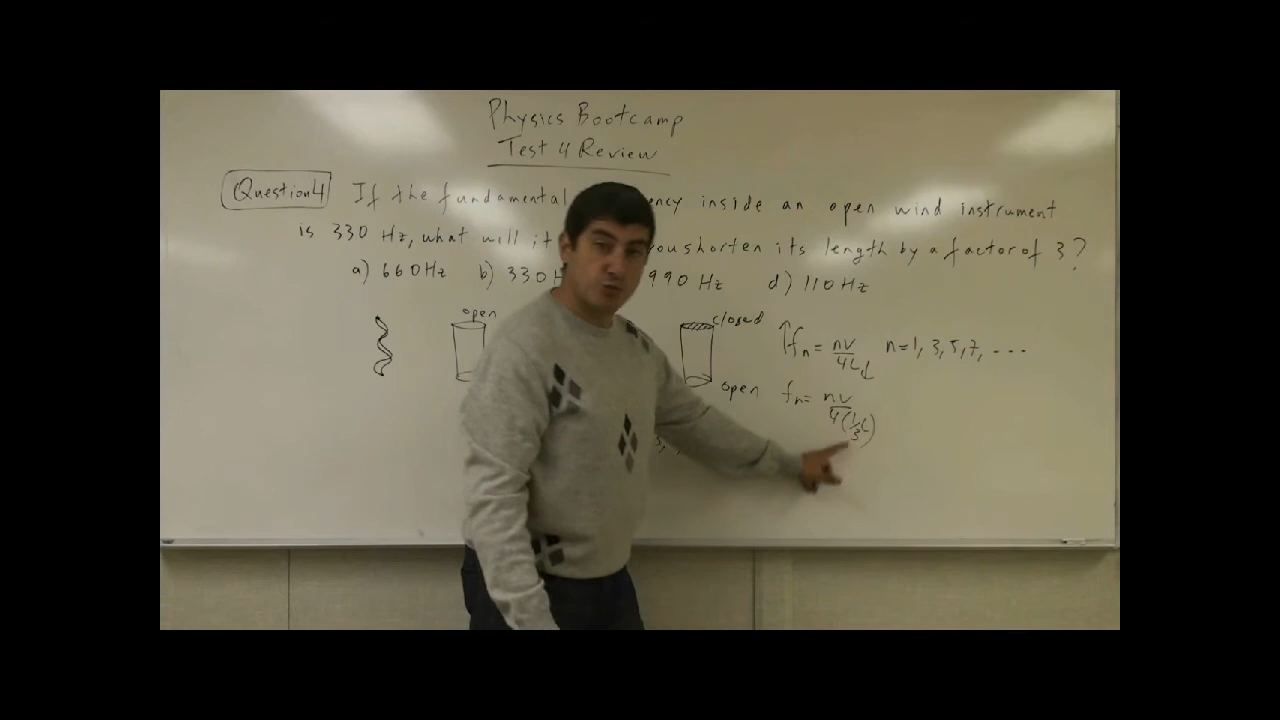 Physics Bootcamp
Test 4 Review
Question 4 If the fundamental ency inside an open wind instrument
is 330 Hz, what will it you shorten its length by a factor of 3?
a) 660 Hz b) 330 H 990 Hz d) 110 Hz
open closed ↑fn = nv/4L↓ n=1, 3, 5, 7, ...
open fn = nv/4(1/3 L)
3,